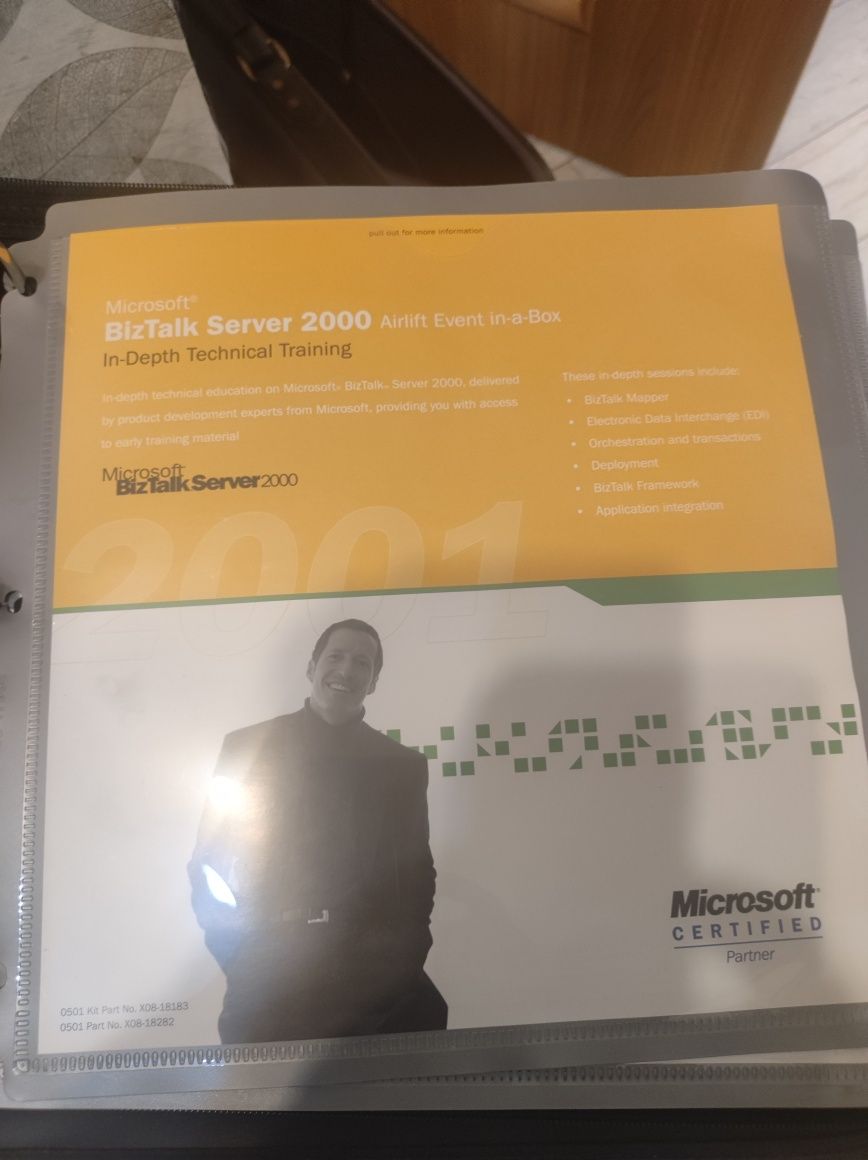 pull out for more information
Microsoft®
BizTalk Server 2000 Airlift Event in-a-Box
In-Depth Technical Training
In-depth technical education on Microsoft® BizTalk™ Server 2000, delivered
by product development experts from Microsoft, providing you with access
to early training material
Microsoft®
BizTalk Server 2000
These in-depth sessions include:
• BizTalk Mapper
• Electronic Data Interchange (EDI)
• Orchestration and transactions
• Deployment
• BizTalk Framework
• Application integration
2001
Microsoft®
CERTIFIED
Partner
0501 Kit Part No. X08-18183
0501 Part No. X08-18282